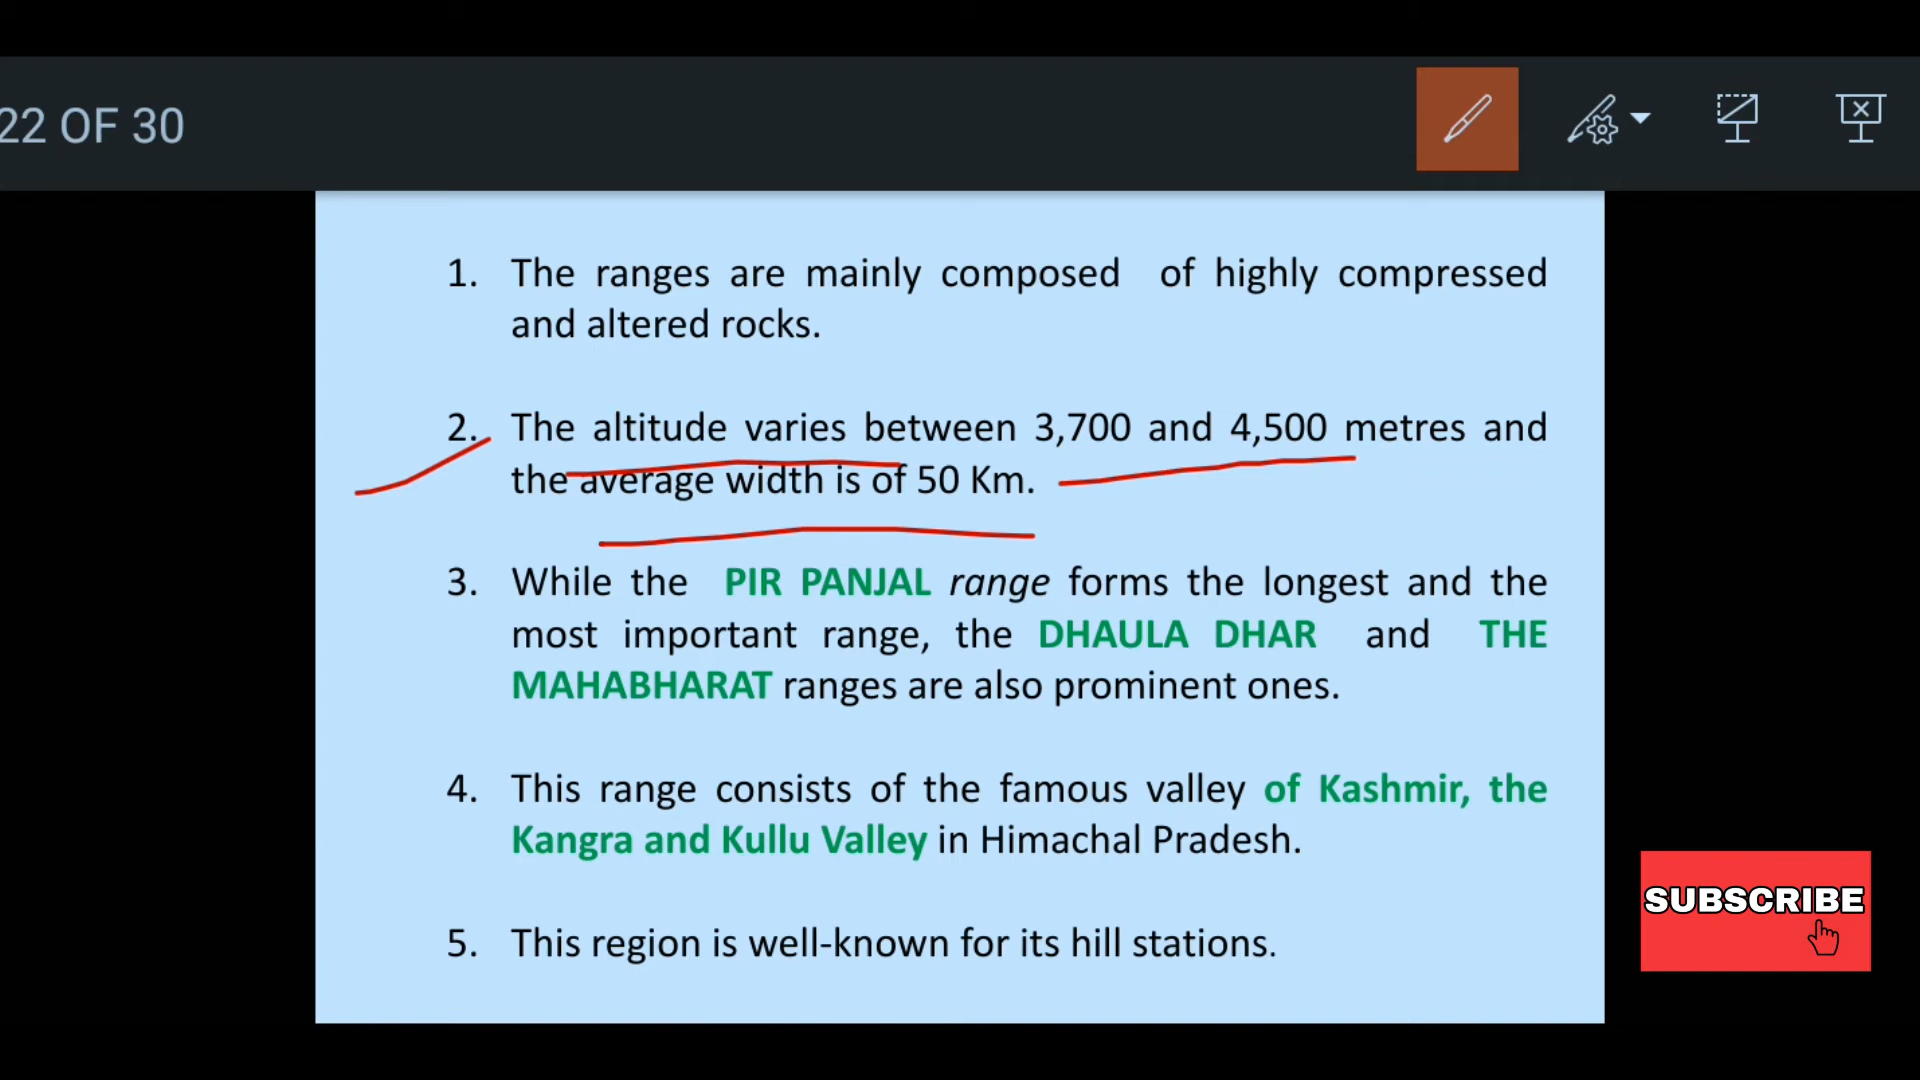 22 OF 30
1. The ranges are mainly composed of highly compressed
and altered rocks.
2. The altitude varies between 3,700 and 4,500 metres and
the average width is of 50 Km.
3. While the PIR PANJAL range forms the longest and the
most important range, the DHAULA DHAR and THE
MAHABHARAT ranges are also prominent ones.
4. This range consists of the famous valley of Kashmir, the
Kangra and Kullu Valley in Himachal Pradesh.
5. This region is well-known for its hill stations.
SUBSCRIBE